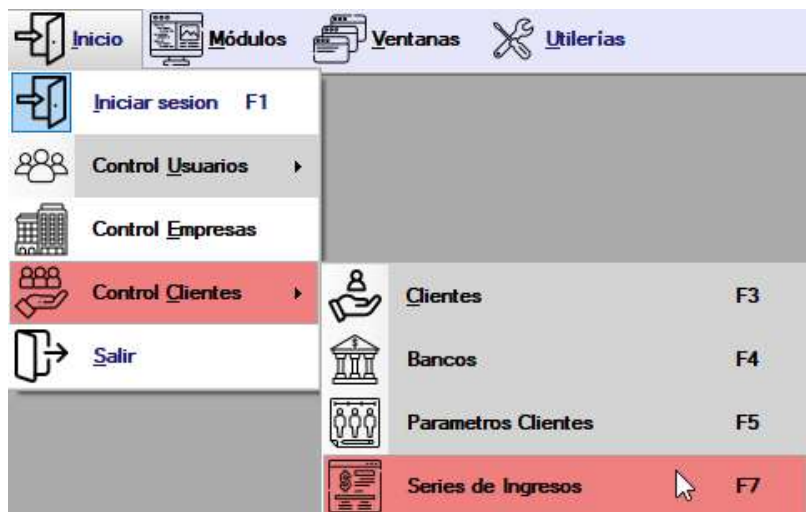 Inicio Módulos Ventanas Utilerías
Iniciar sesion F1
Control Usuarios
Control Empresas
Control Clientes
Salir
Clientes F3
Bancos F4
Parametros Clientes F5
Series de Ingresos F7